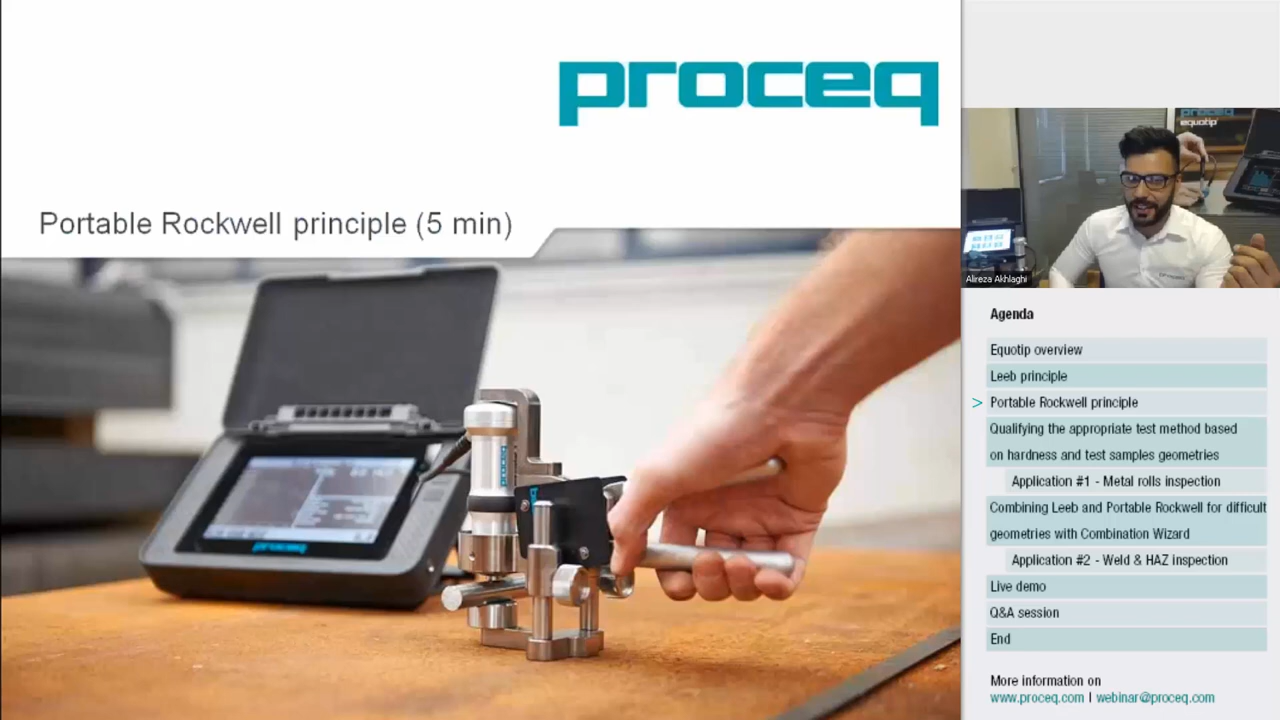 proceq
Portable Rockwell principle (5 min)
proceq
proceq
equotip
Alireza Akhlaghi
Agenda
Equotip overview
Leeb principle
> Portable Rockwell principle
Qualifying the appropriate test method based
on hardness and test samples geometries
Application #1 - Metal rolls inspection
Combining Leeb and Portable Rockwell for difficult
geometries with Combination Wizard
Application #2 - Weld & HAZ inspection
Live demo
Q&A session
End
More information on
www.proceq.com | webinar@proceq.com